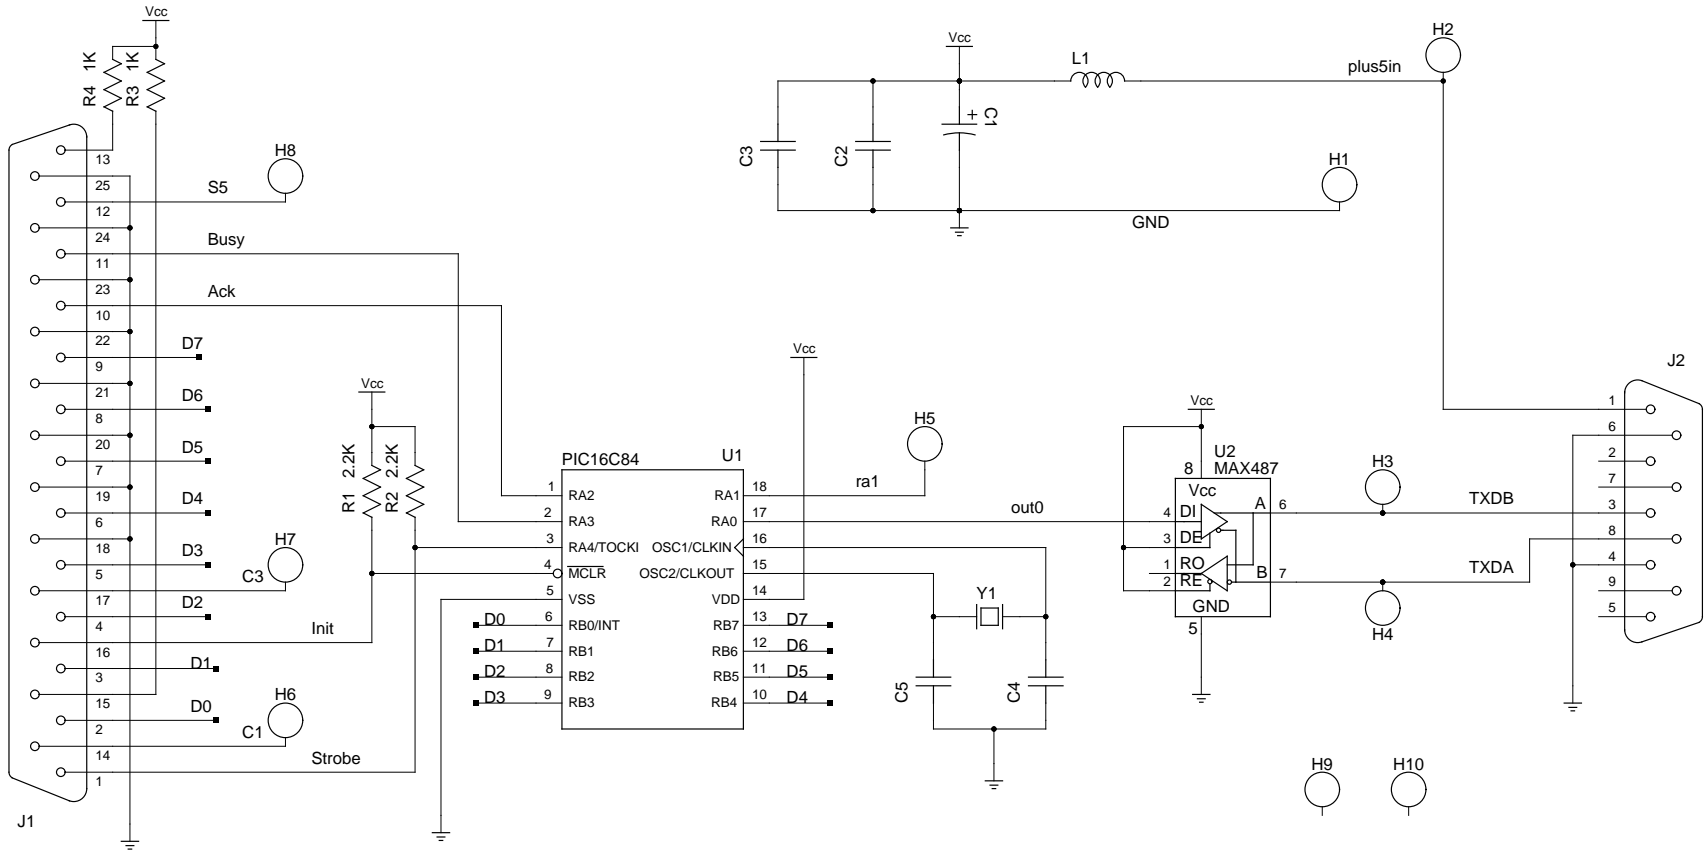 Vcc
R4 1K
R3 1K
13
25
12
24
11
23
10
22
9
21
8
20
7
19
6
18
5
17
4
16
3
15
2
14
1
J1
S5
H8
Busy
Ack
D7
D6
D5
D4
D3
H7
C3
D2
Init
D1
D0
H6
C1
Strobe
Vcc
R1 2.2K
R2 2.2K
PIC16C84
U1
1 RA2
2 RA3
3 RA4/TOCKI
4 MCLR
5 VSS
D0 6 RB0/INT
D1 7 RB1
D2 8 RB2
D3 9 RB3
RA1 18
RA0 17
OSC1/CLKIN 16
OSC2/CLKOUT 15
VDD 14
RB7 13 D7
RB6 12 D6
RB5 11 D5
RB4 10 D4
Vcc
H5
ra1
out0
Y1
C5
C4
Vcc
C3
C2
+
C1
L1
plus5in
H2
H1
GND
Vcc
U2
8 MAX487
Vcc
4 DI
3 DE
1 RO
2 RE
A 6
B 7
GND
5
H3
TXDB
TXDA
H4
J2
1
6
2
7
3
8
4
9
5
H9
H10